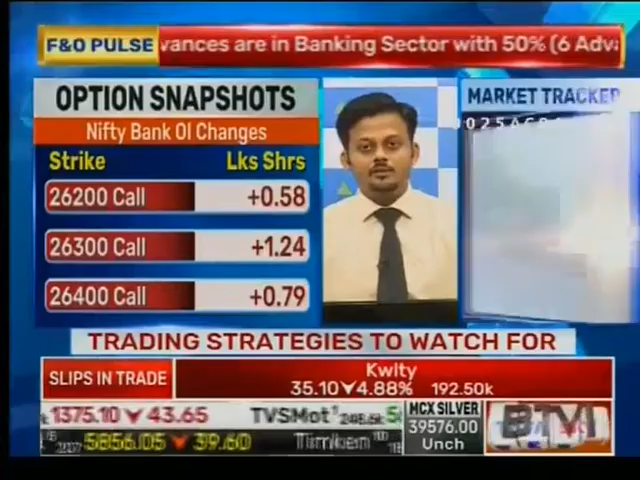 F&O PULSE
vances are in Banking Sector with 50% (6 Adva
OPTION SNAPSHOTS
MARKET TRACKER
Nifty Bank OI Changes
Strike Lks Shrs
26200 Call +0.58
26300 Call +1.24
26400 Call +0.79
TRADING STRATEGIES TO WATCH FOR
SLIPS IN TRADE
Kwlty
35.10▼4.88% 192.50k
1375.10▼43.65 TVSMot
MCX SILVER
39576.00
Unch
5856.05▼39.60 Timken
BTVI